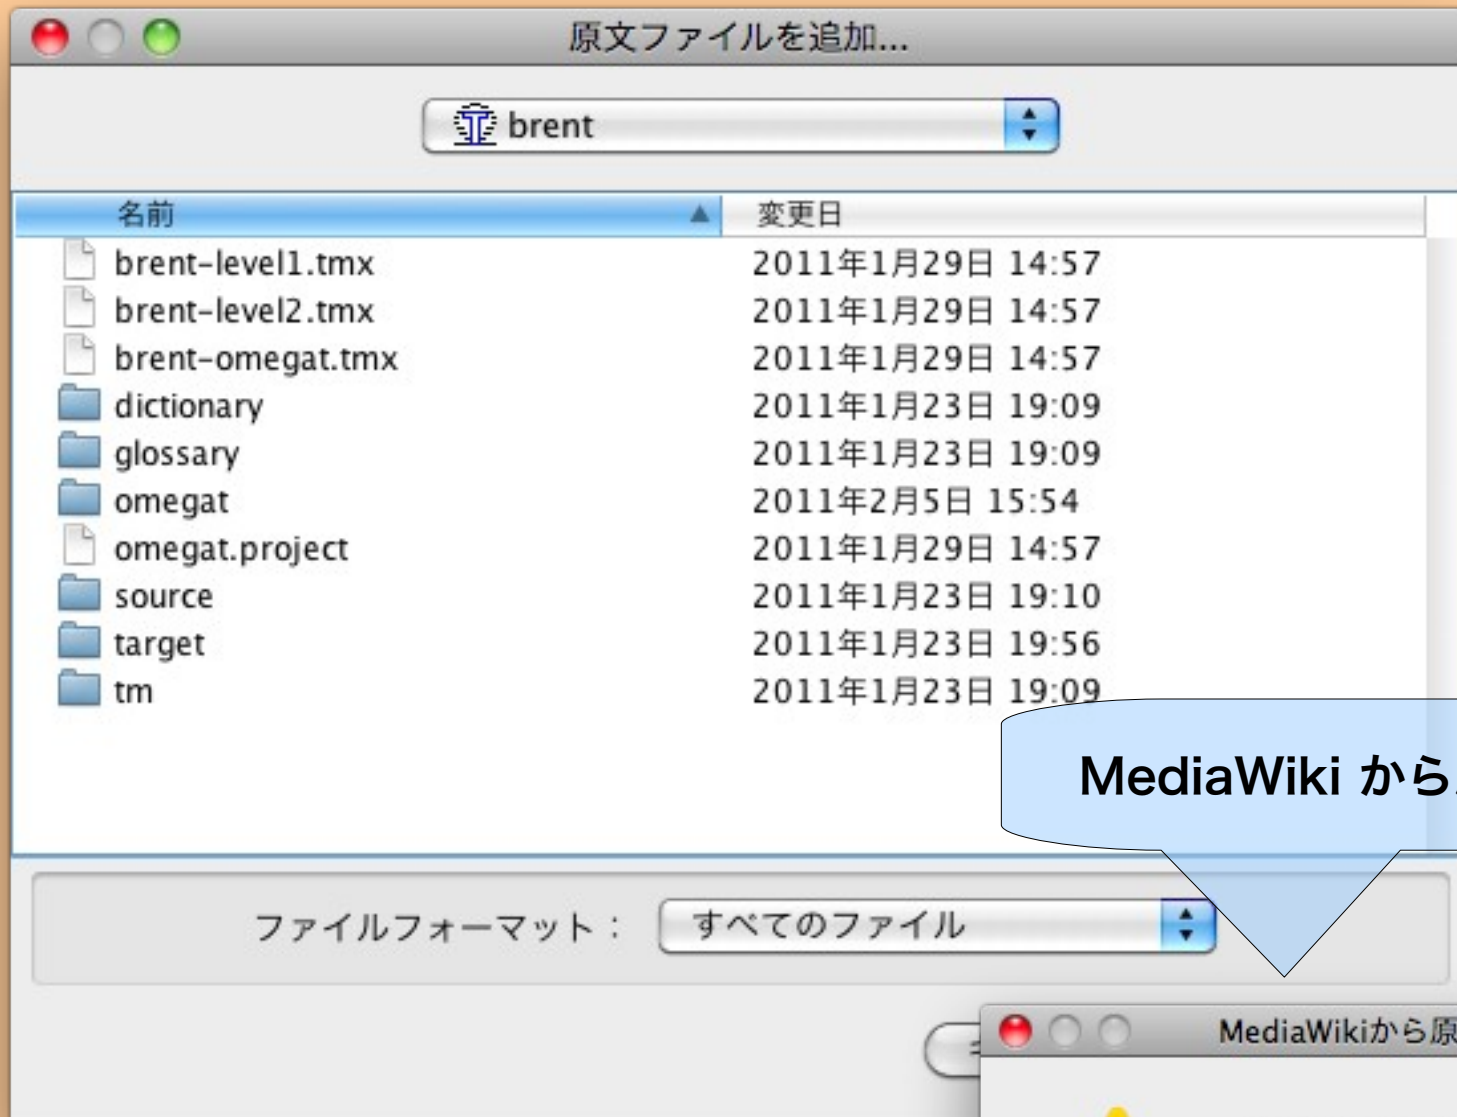 原文ファイルを追加...
brent
名前 変更日
brent-level1.tmx 2011年1月29日 14:57
brent-level2.tmx 2011年1月29日 14:57
brent-omegat.tmx 2011年1月29日 14:57
dictionary 2011年1月23日 19:09
glossary 2011年1月23日 19:09
omegat 2011年2月5日 15:54
omegat.project 2011年1月29日 14:57
source 2011年1月23日 19:10
target 2011年1月23日 19:56
tm 2011年1月23日 19:09
MediaWiki から
ファイルフォーマット： すべてのファイル
MediaWikiから原